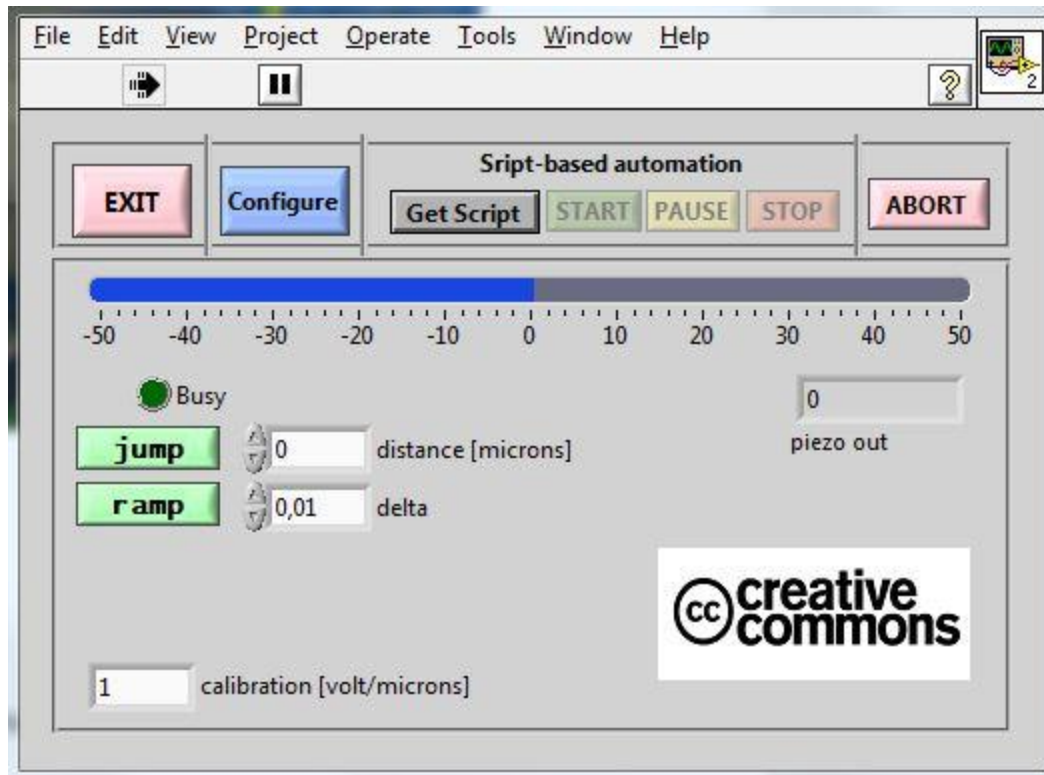 File Edit View Project Operate Tools Window Help
2
Sript-based automation
EXIT Configure Get Script START PAUSE STOP ABORT
-50 -40 -30 -20 -10 0 10 20 30 40 50
Busy
0
piezo out
jump 0 distance [microns]
ramp 0,01 delta
cc creative
commons
1 calibration [volt/microns]